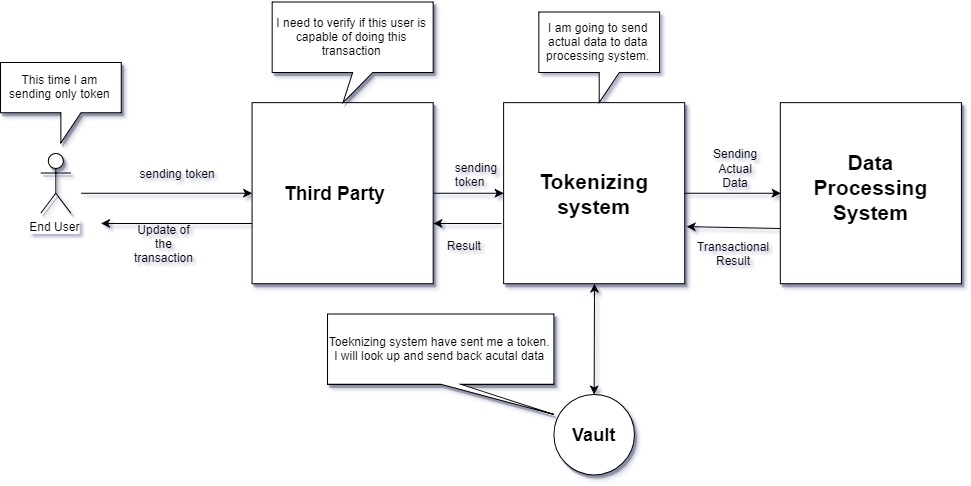 I need to verify if this user is
capable of doing this
transaction
I am going to send
actual data to data
processing system.
This time I am
sending only token
sending token
Third Party
sending
token
Tokenizing
system
Sending
Actual
Data
Data
Processing
System
End User
Update of
the
transaction
Result
Transactional
Result
Toeknizing system have sent me a token.
I will look up and send back acutal data
Vault